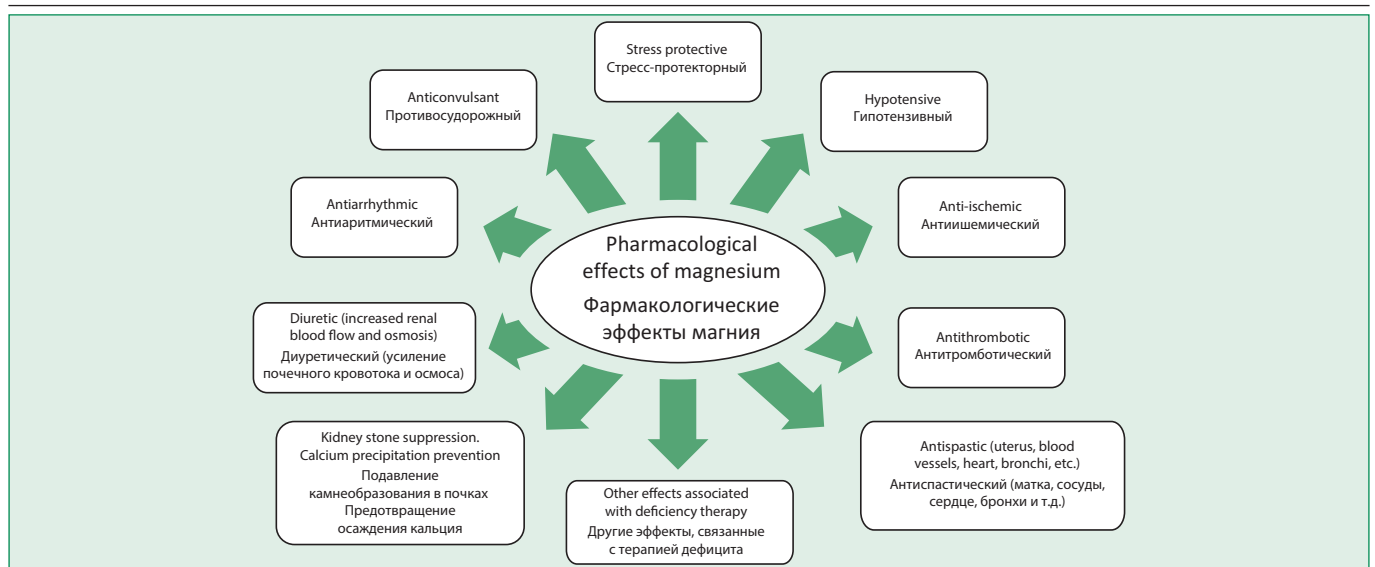 Stress protective
Стресс-протекторный
Anticonvulsant
Противосудорожный
Hypotensive
Гипотензивный
Antiarrhythmic
Антиаритмический
Anti-ischemic
Антиишемический
Pharmacological
effects of magnesium
Фармакологические
эффекты магния
Diuretic (increased renal
blood flow and osmosis)
Диуретический (усиление
почечного кровотока и осмоса)
Antithrombotic
Антитромботический
Kidney stone suppression.
Calcium precipitation prevention
Подавление
камнеобразования в почках
Предотвращение
осаждения кальция
Other effects associated
with deficiency therapy
Другие эффекты, связанные
с терапией дефицита
Antispastic (uterus, blood
vessels, heart, bronchi, etc.)
Антиспастический (матка, сосуды,
сердце, бронхи и т.д.)